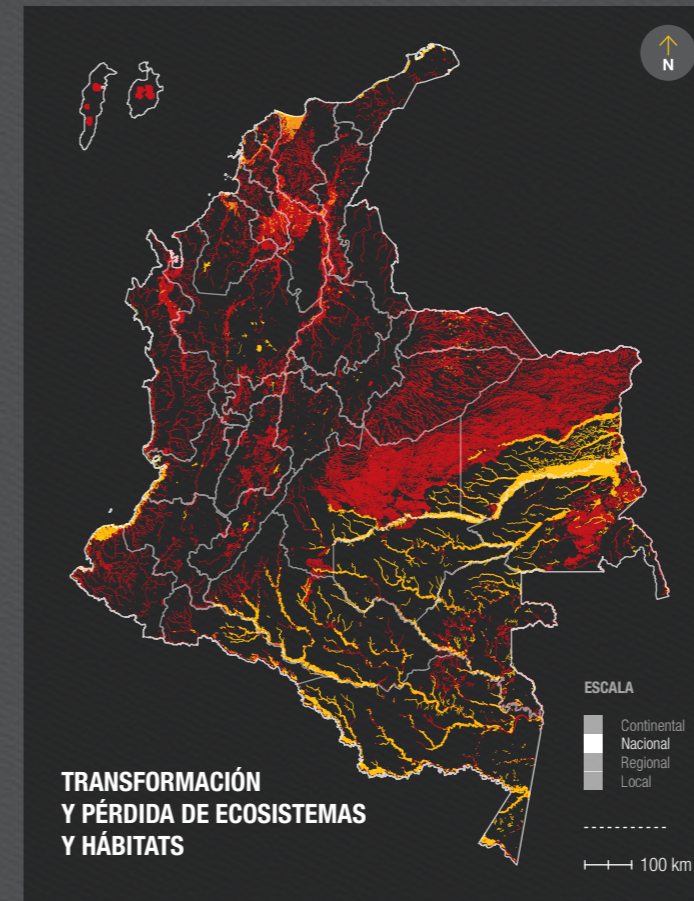 N
ESCALA
Continental
Nacional
Regional
Local
100 km
TRANSFORMACIÓN
Y PÉRDIDA DE ECOSISTEMAS
Y HÁBITATS